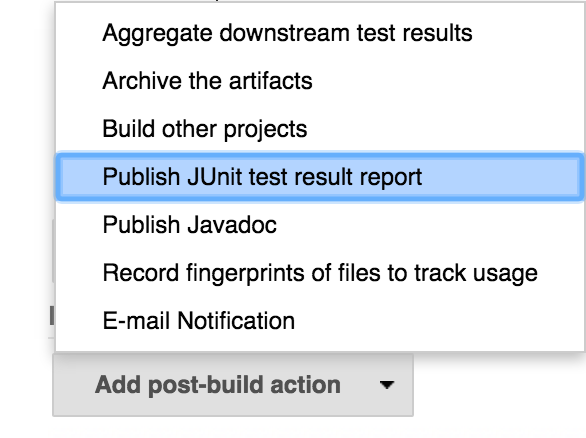 Aggregate downstream test results
Archive the artifacts
Build other projects
Publish JUnit test result report
Publish Javadoc
Record fingerprints of files to track usage
E-mail Notification
Add post-build action